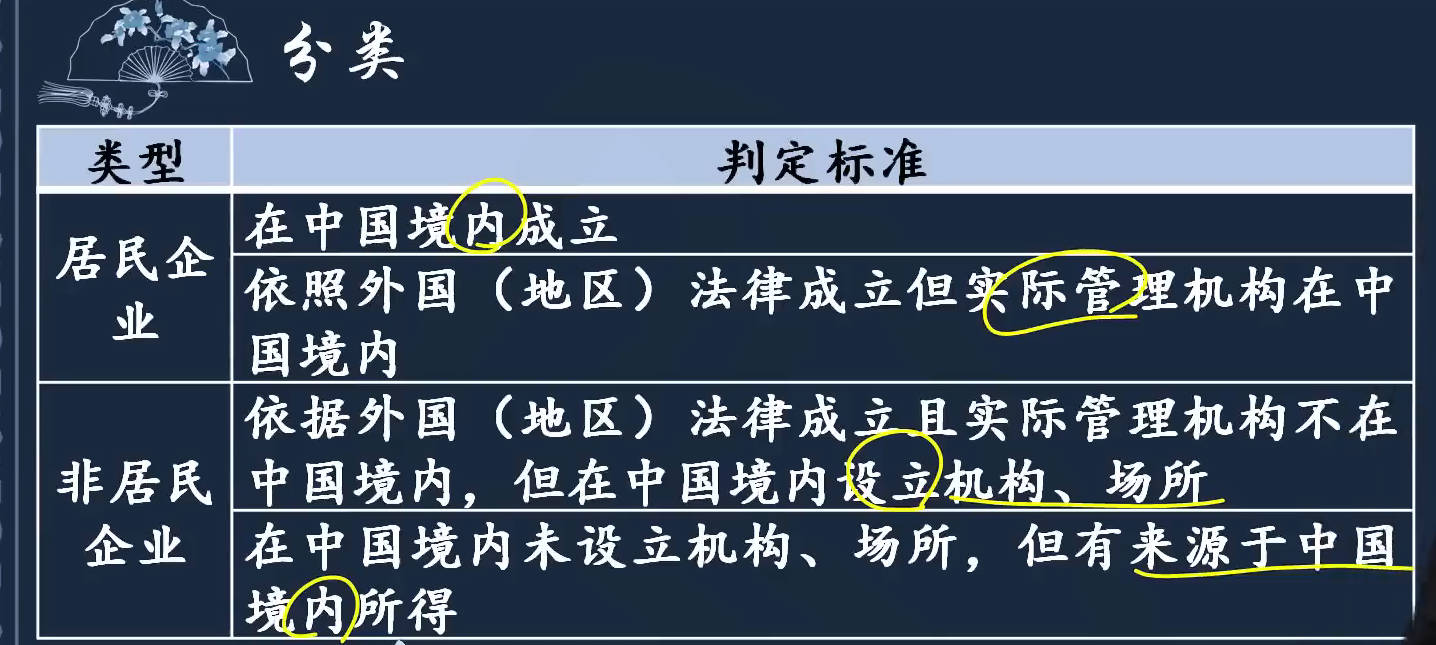 分类
类型 判定标准
居民企业 在中国境内成立
依照外国（地区）法律成立但实际管理机构在中
国境内
非居民企业 依据外国（地区）法律成立且实际管理机构不在
中国境内，但在中国境内设立机构、场所
在中国境内未设立机构、场所，但有来源于中国
境内所得